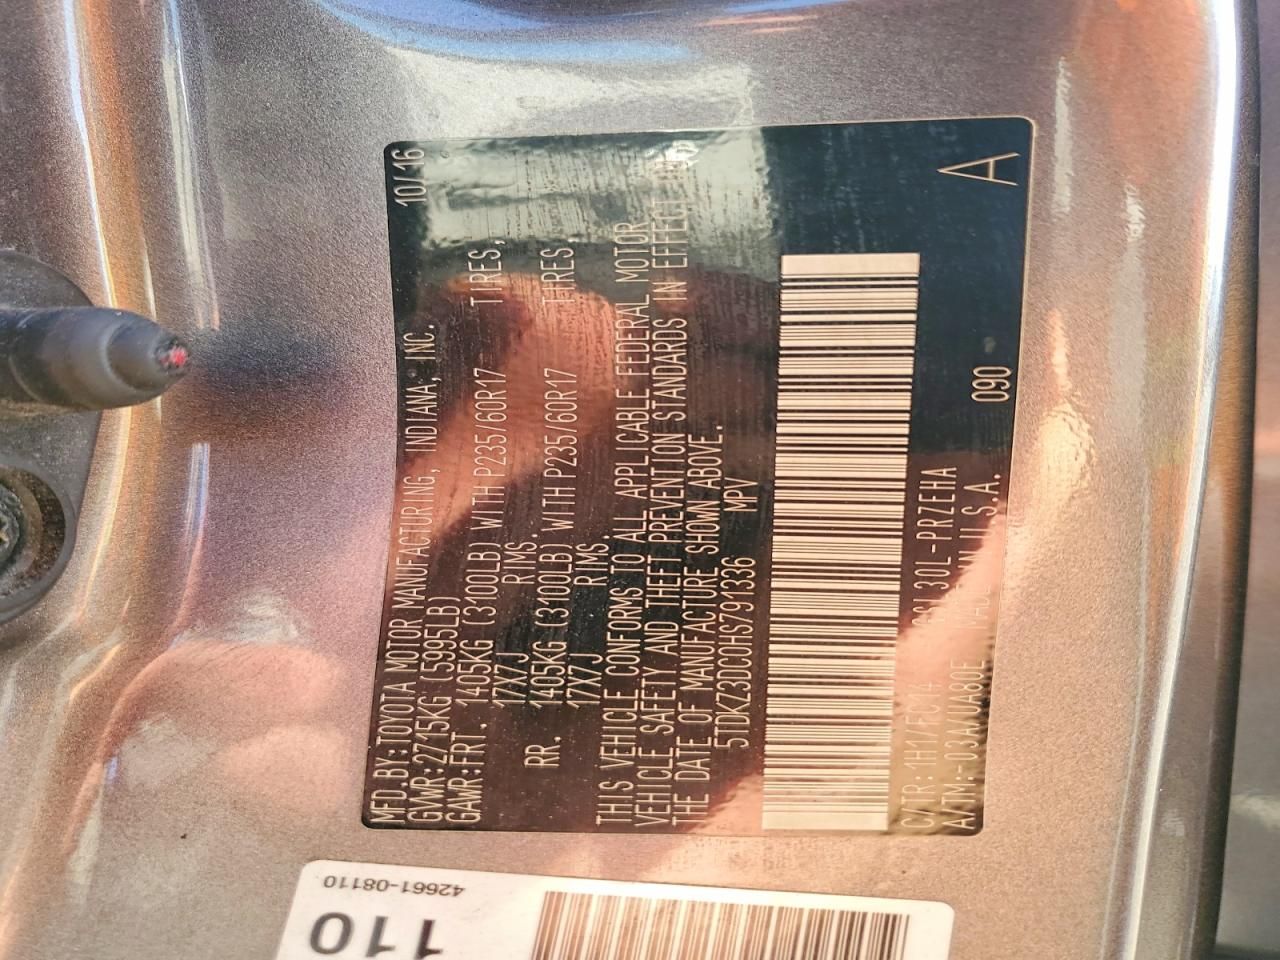 MFD.BY: TOYOTA MOTOR MANUFACTURING, INDIANA, INC. 10/16
GVWR:2715KG (5995LB)
GAWR:FRT. 1405KG (3100LB) WITH P235/60R17 TIRES,
17X7J RIMS.
RR. 1405KG (3100LB) WITH P235/60R17 TIRES
17X7J RIMS.
THIS VEHICLE CONFORMS TO ALL APPLICABLE FEDERAL MOTOR
VEHICLE SAFETY AND THEFT PREVENTION STANDARDS IN EFFECT
THE DATE OF MANUFACTURE SHOWN ABOVE.
5TDKZ3DC0HS791336 MPV
A
C/TR:1H1/FC14 GSL30L-PRZEHA
A/TM:-03A/UA80E MADE IN U.S.A. 090
42661-08110
110